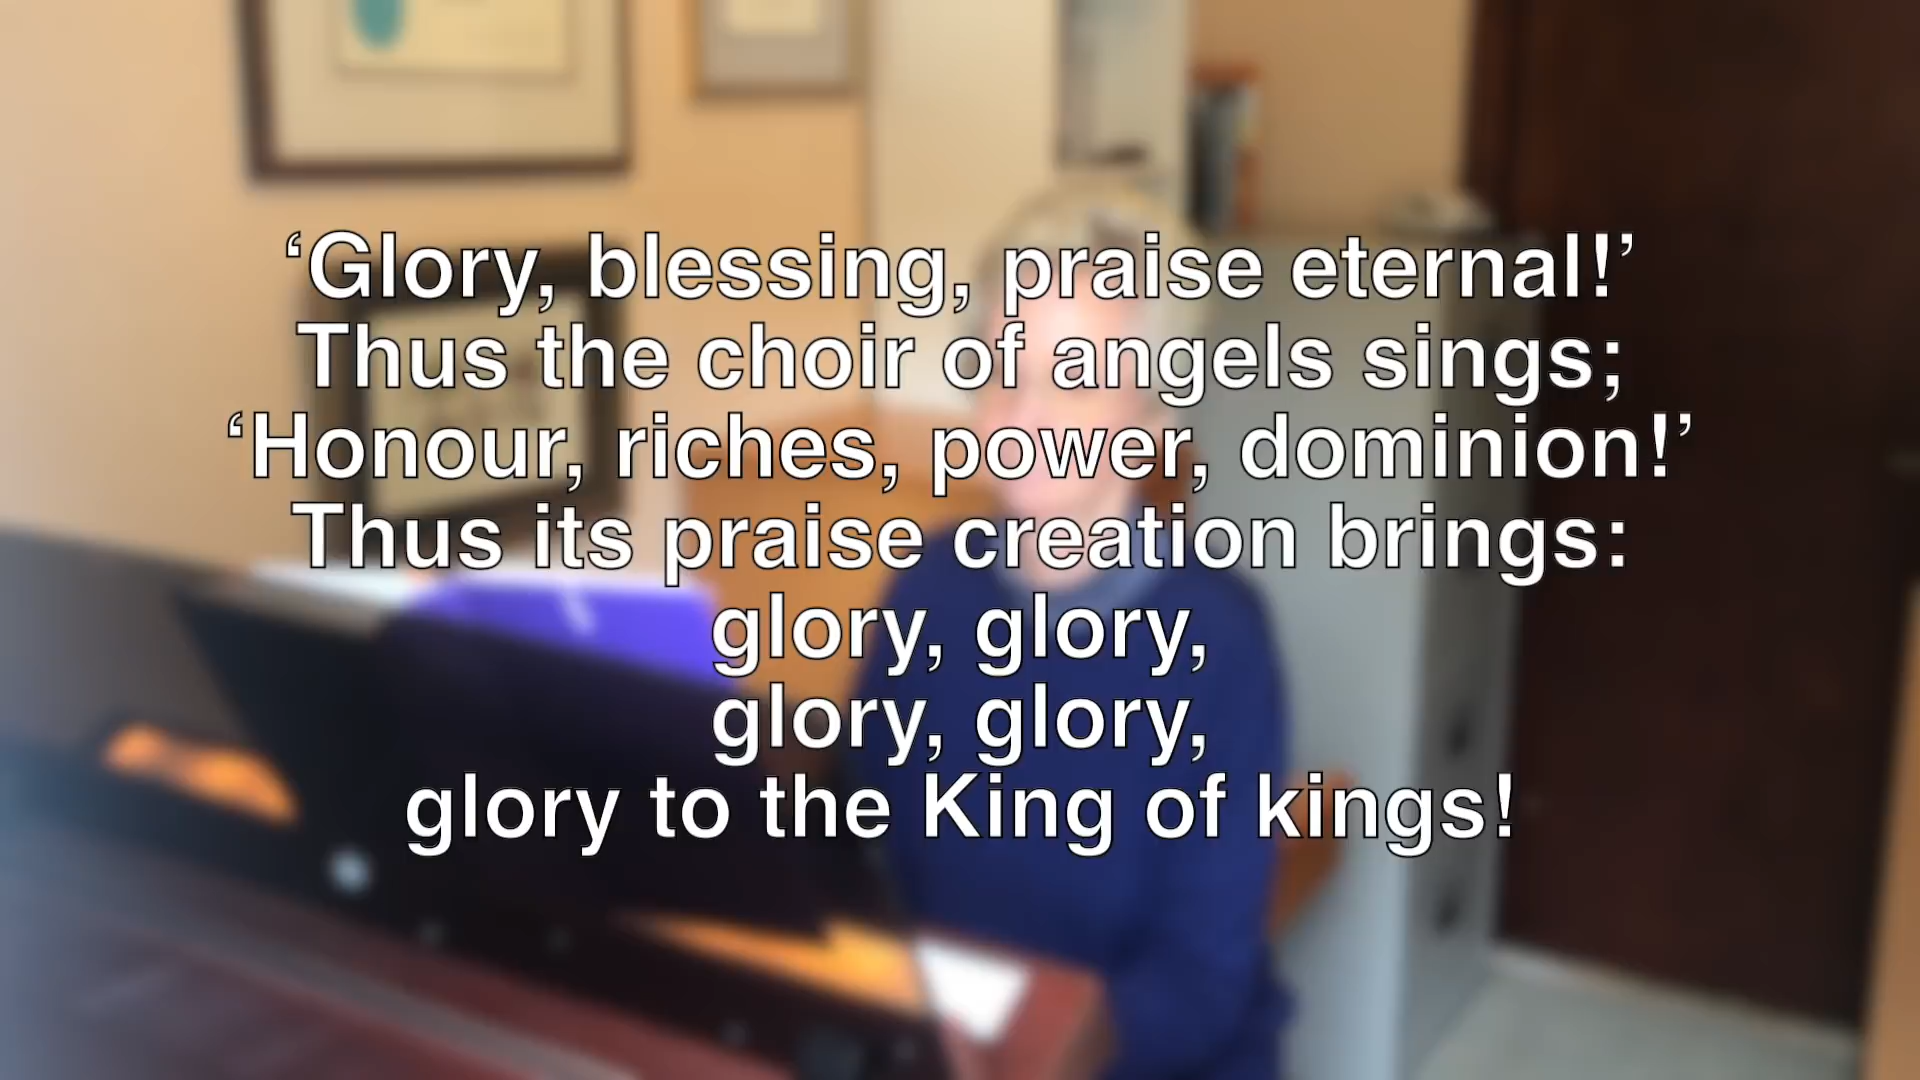 ‘Glory, blessing, praise eternal!’
Thus the choir of angels sings;
‘Honour, riches, power, dominion!’
Thus its praise creation brings:
glory, glory,
glory, glory,
glory to the King of kings!